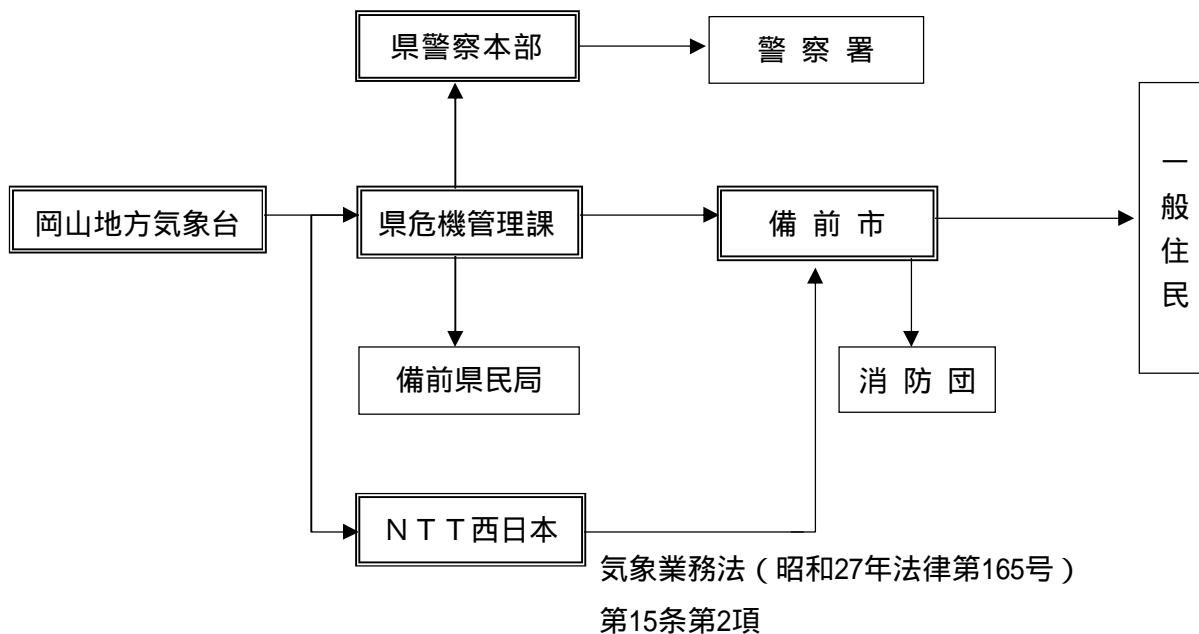 県警察本部
警 察 署
一般住民
岡山地方気象台
県危機管理課
備 前 市
備前県民局
消 防 団
ＮＴＴ西日本
気象業務法（昭和27年法律第165号）
第15条第2項